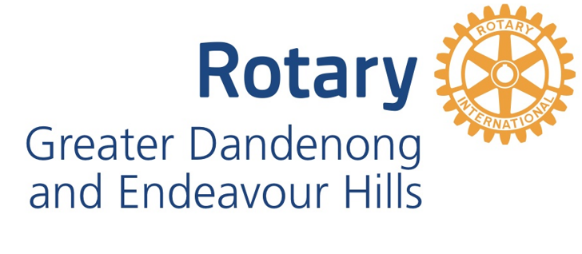 Rotary
Greater Dandenong
and Endeavour Hills
ROTARY
INTERNATIONAL